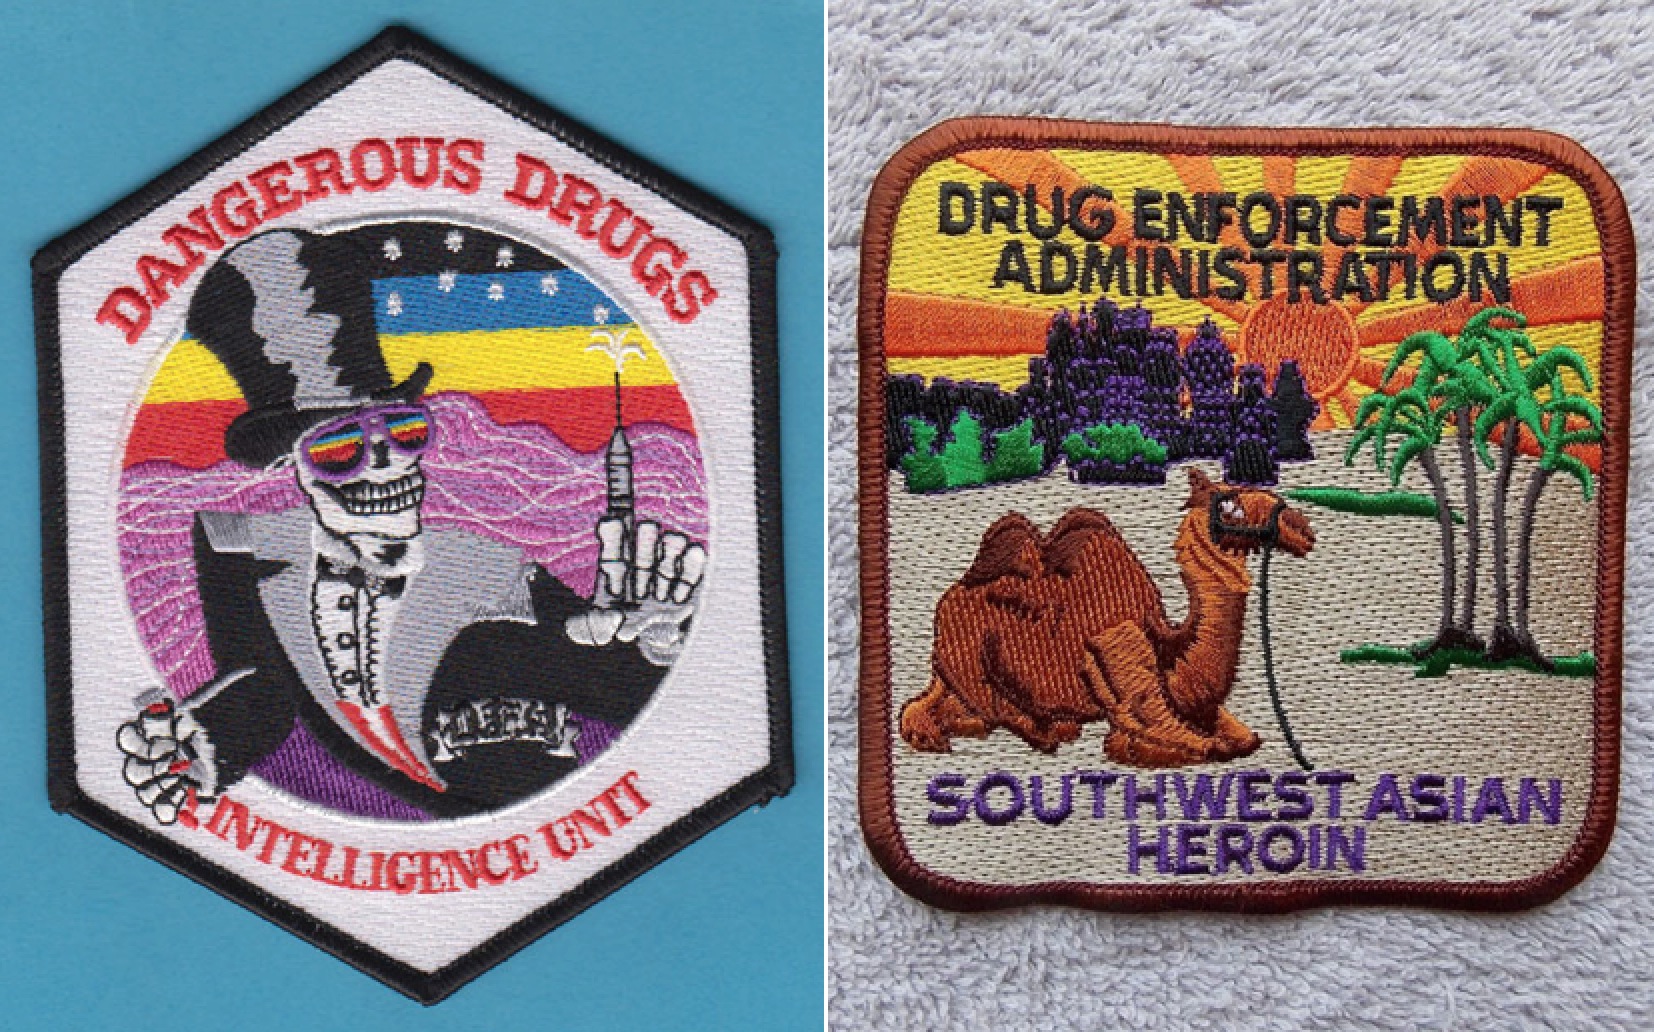 DANGEROUS DRUGS
INTELLIGENCE UNIT
DRUG ENFORCEMENT
ADMINISTRATION
SOUTHWEST ASIAN
HEROIN